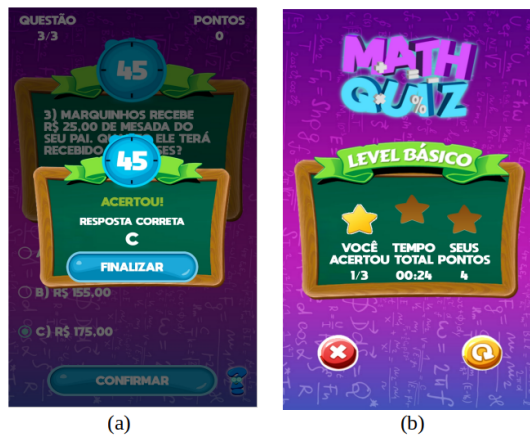 QUESTÃO
3/3
PONTOS
0
45
3) MARQUINHOS RECEBE
R$ 25,00 DE MESADA DO
SEU PAI. ELE TERÁ
RECEBIDO
45
ACERTOU!
RESPOSTA CORRETA
C
FINALIZAR
B) R$ 155,00
C) R$ 175,00
CONFIRMAR
(a)
MATH
QUIZ
LEVEL BÁSICO
VOCÊ
ACERTOU
1/3
TEMPO
TOTAL
00:24
SEUS
PONTOS
4
(b)